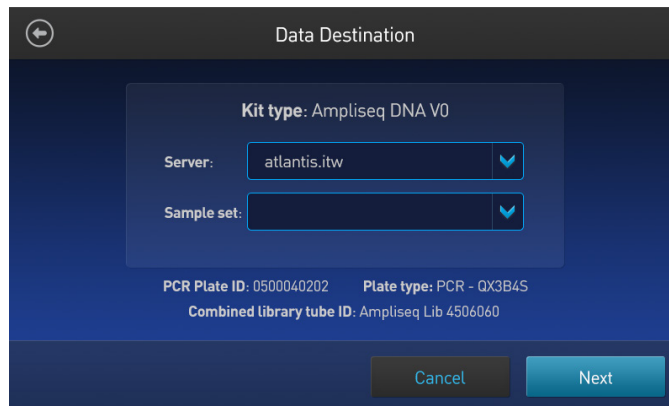 Data Destination
Kit type: Ampliseq DNA V0
Server: atlantis.itw
Sample set:
PCR Plate ID: 0500040202 Plate type: PCR - QX3B4S
Combined library tube ID: Ampliseq Lib 4506060
Cancel Next